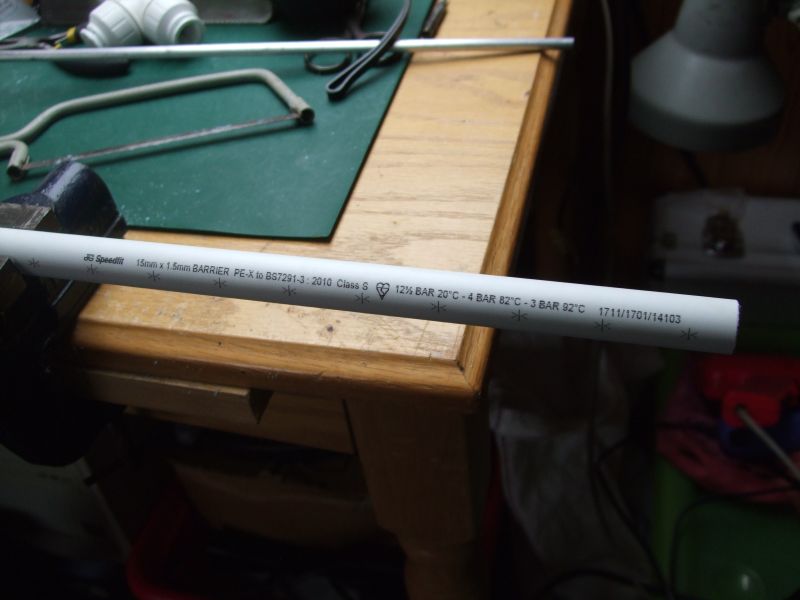 JG Speedfit 15mm x 1.5mm BARRIER PE-X to BS7291-3 : 2010 Class S 12½ BAR 20°C - 4 BAR 82°C - 3 BAR 92°C 1711/1701/14103